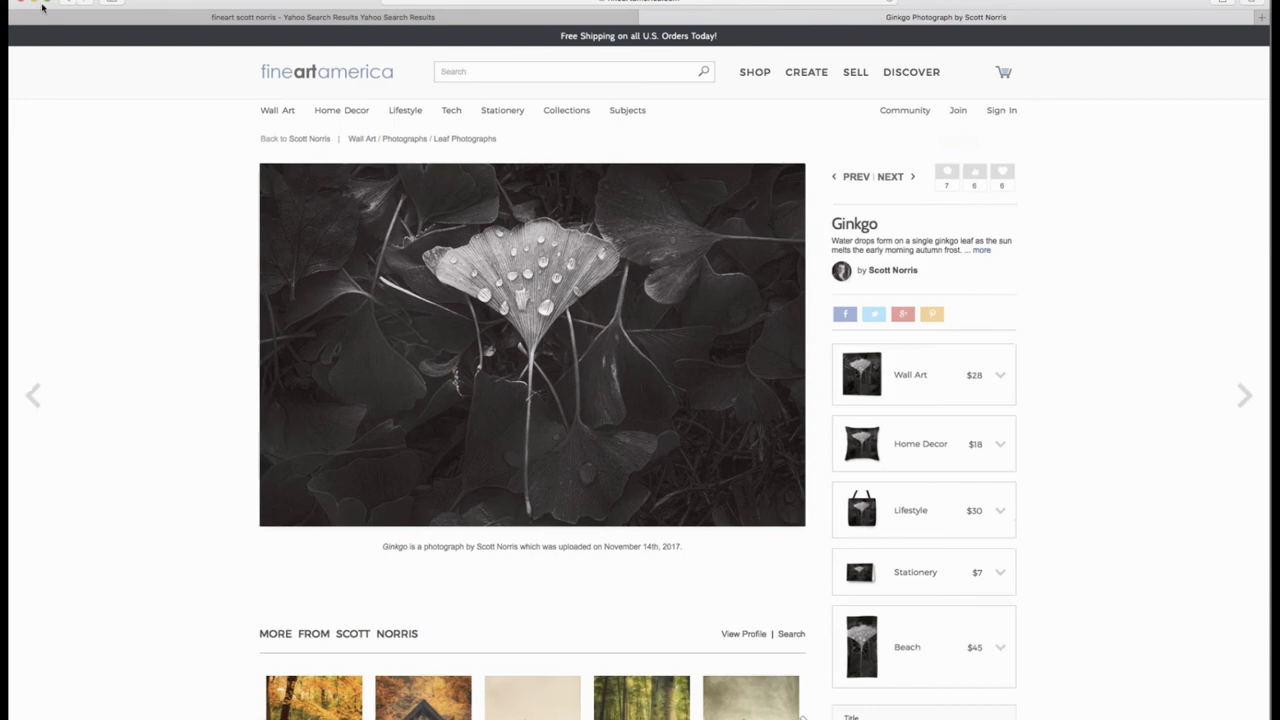 fineart scott norris - Yahoo Search Results Yahoo Search Results
Ginkgo Photograph by Scott Norris
Free Shipping on all U.S. Orders Today!
fineartamerica
Search
SHOP CREATE SELL DISCOVER
Wall Art Home Decor Lifestyle Tech Stationery Collections Subjects
Community Join Sign In
Back to Scott Norris | Wall Art / Photographs / Leaf Photographs
PREV | NEXT
7 6 6
Ginkgo
Water drops form on a single ginkgo leaf as the sun
melts the early morning autumn frost. ... more
by Scott Norris
Wall Art $28
Home Decor $18
Lifestyle $30
Stationery $7
Beach $45
Title
Ginkgo is a photograph by Scott Norris which was uploaded on November 14th, 2017.
MORE FROM SCOTT NORRIS
View Profile | Search